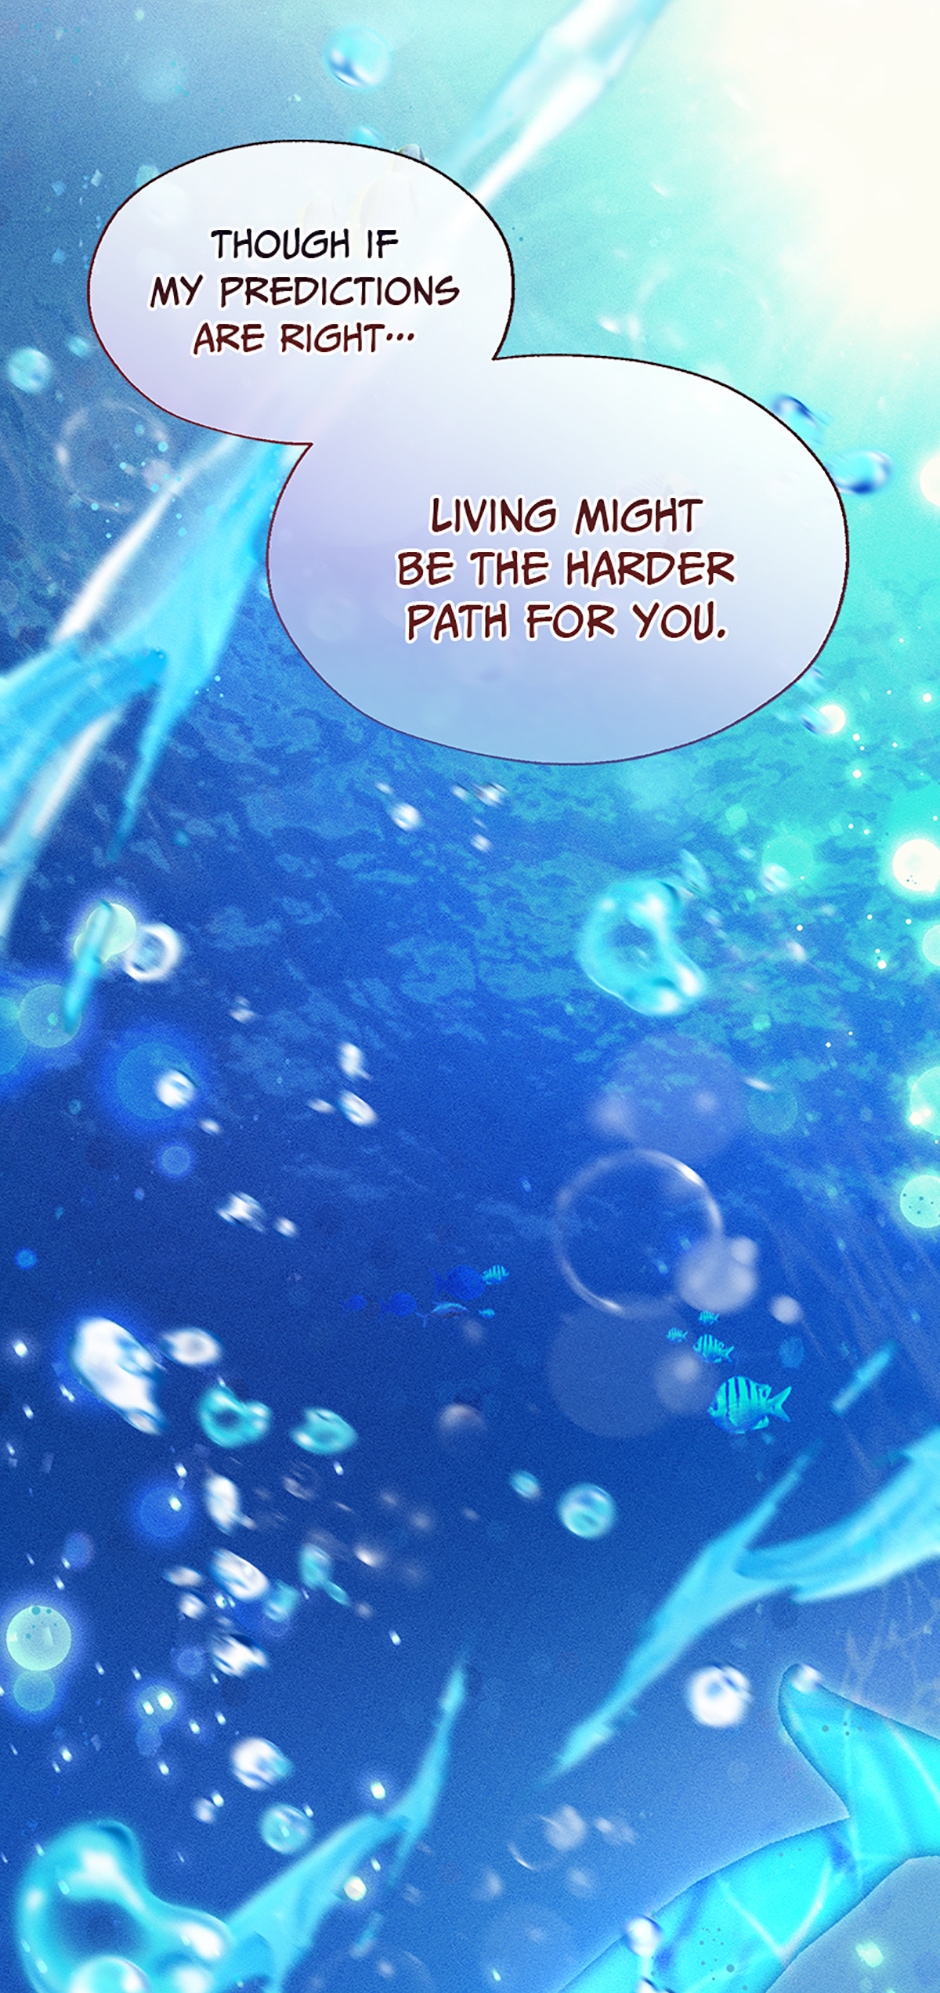 THOUGH IF
MY PREDICTIONS
ARE RIGHT...
LIVING MIGHT
BE THE HARDER
PATH FOR YOU.